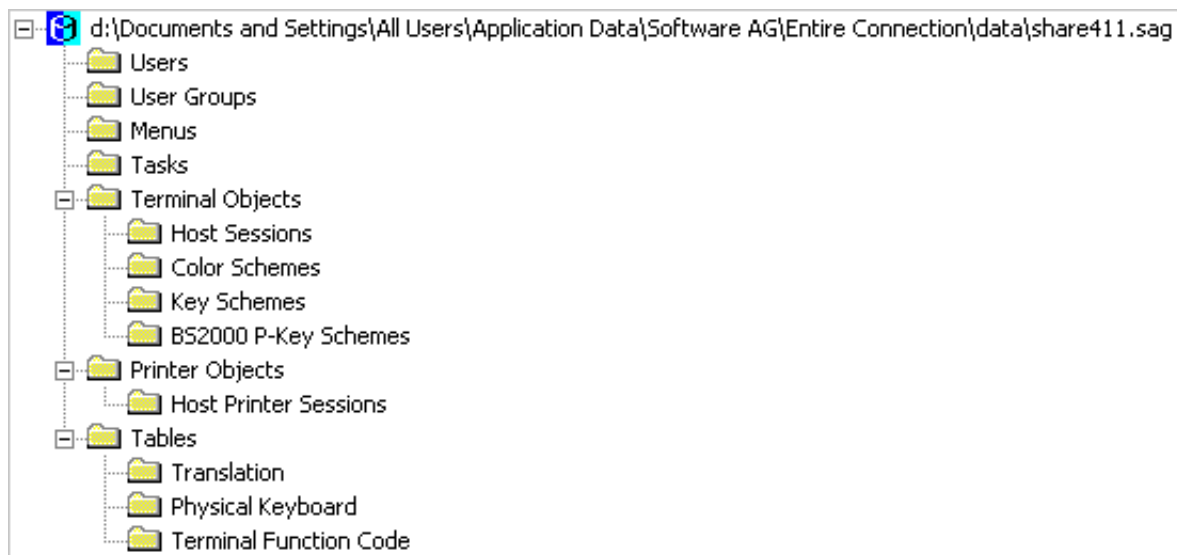 d:\Documents and Settings\All Users\Application Data\Software AG\Entire Connection\data\share411.sag
Users
User Groups
Menus
Tasks
Terminal Objects
Host Sessions
Color Schemes
Key Schemes
BS2000 P-Key Schemes
Printer Objects
Host Printer Sessions
Tables
Translation
Physical Keyboard
Terminal Function Code